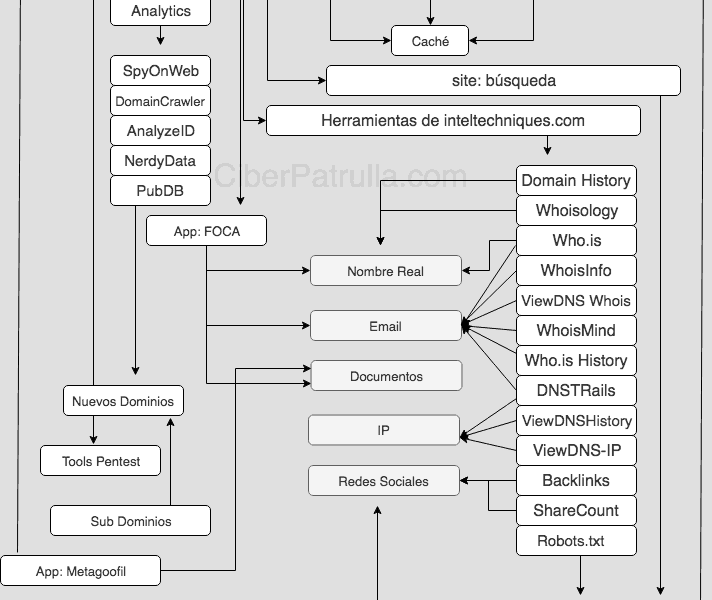 Analytics
Caché
SpyOnWeb
site: búsqueda
DomainCrawler
Herramientas de inteltechniques.com
AnalyzeID
NerdyData
CiberPatrulla.com
Domain History
PubDB
Whoisology
App: FOCA
Who.is
Nombre Real
WhoisInfo
ViewDNS Whois
Email
WhoisMind
Who.is History
Documentos
DNSTRails
Nuevos Dominios
ViewDNSHistory
IP
ViewDNS-IP
Tools Pentest
Redes Sociales
Backlinks
ShareCount
Sub Dominios
Robots.txt
App: Metagoofil